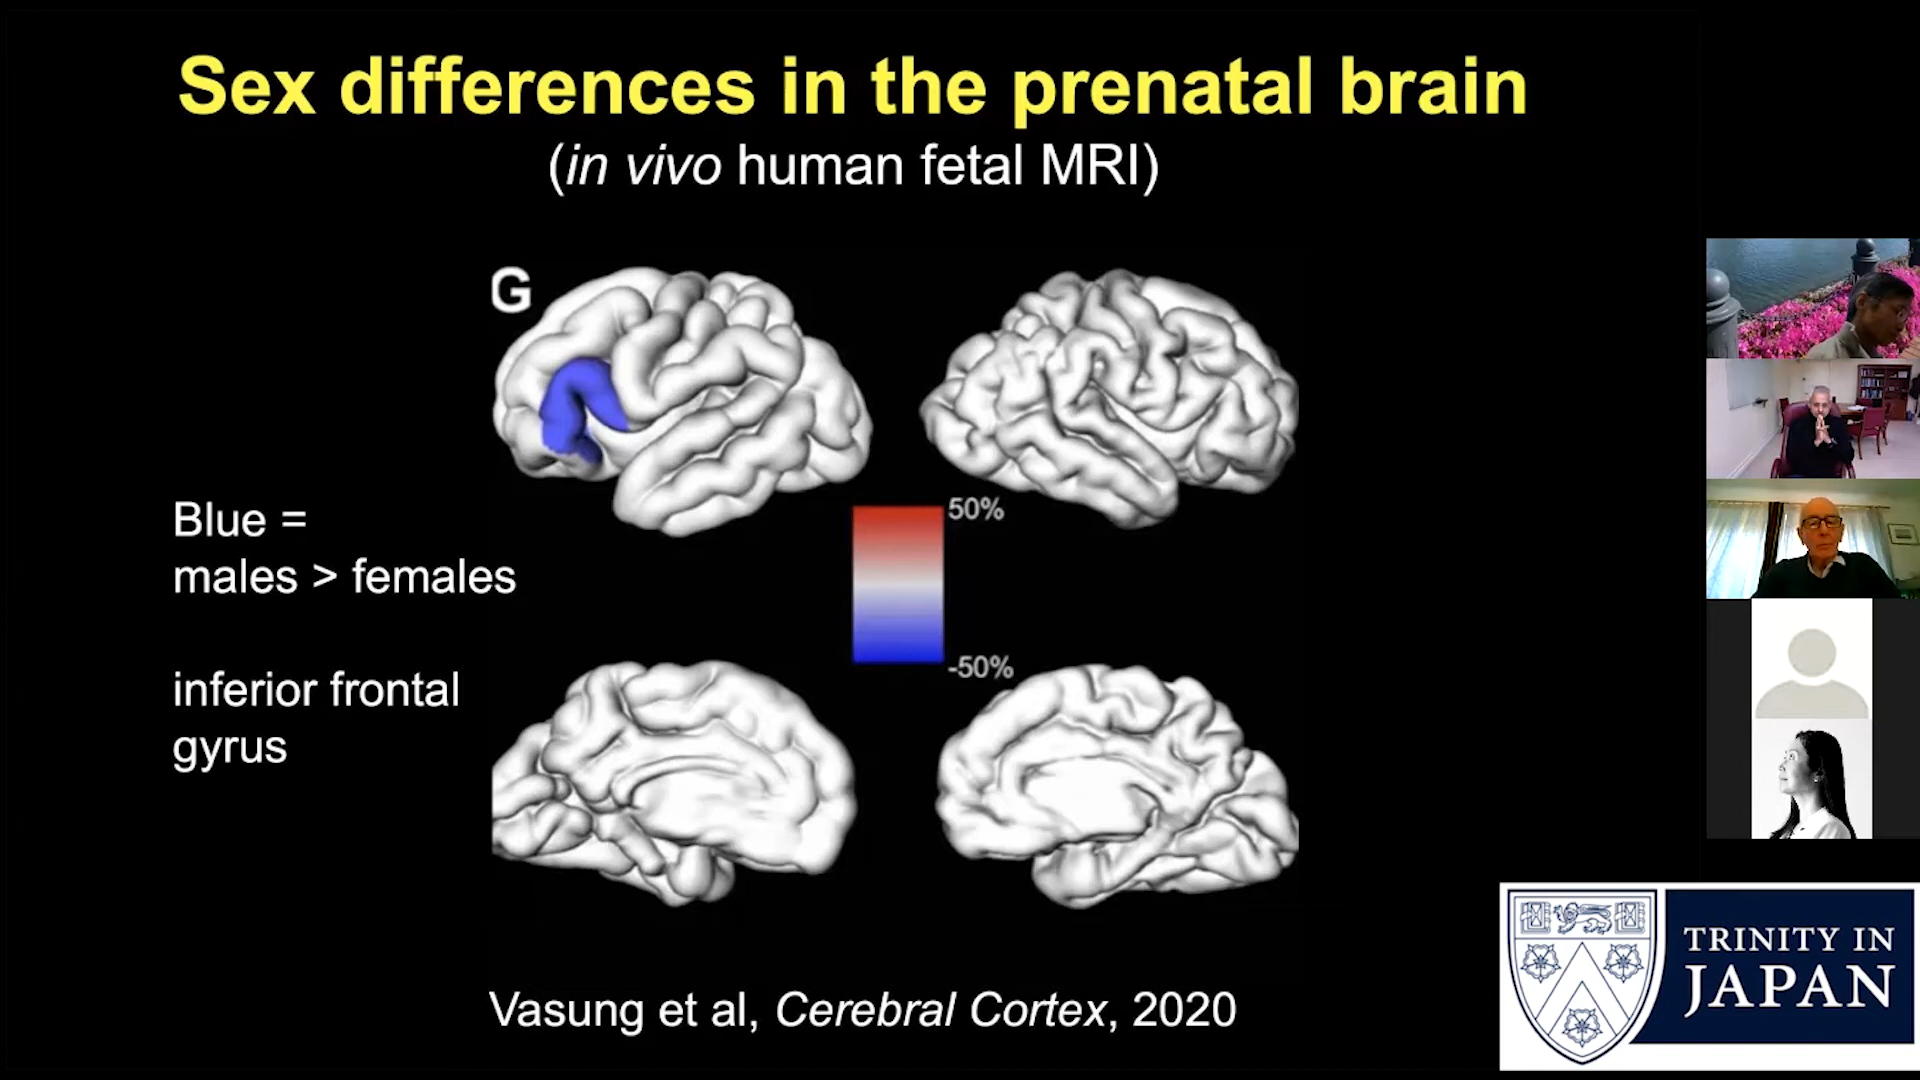 Sex differences in the prenatal brain
(in vivo human fetal MRI)
G
50%
-50%
Blue =
males > females
inferior frontal
gyrus
Vasung et al, Cerebral Cortex, 2020
TRINITY IN
JAPAN